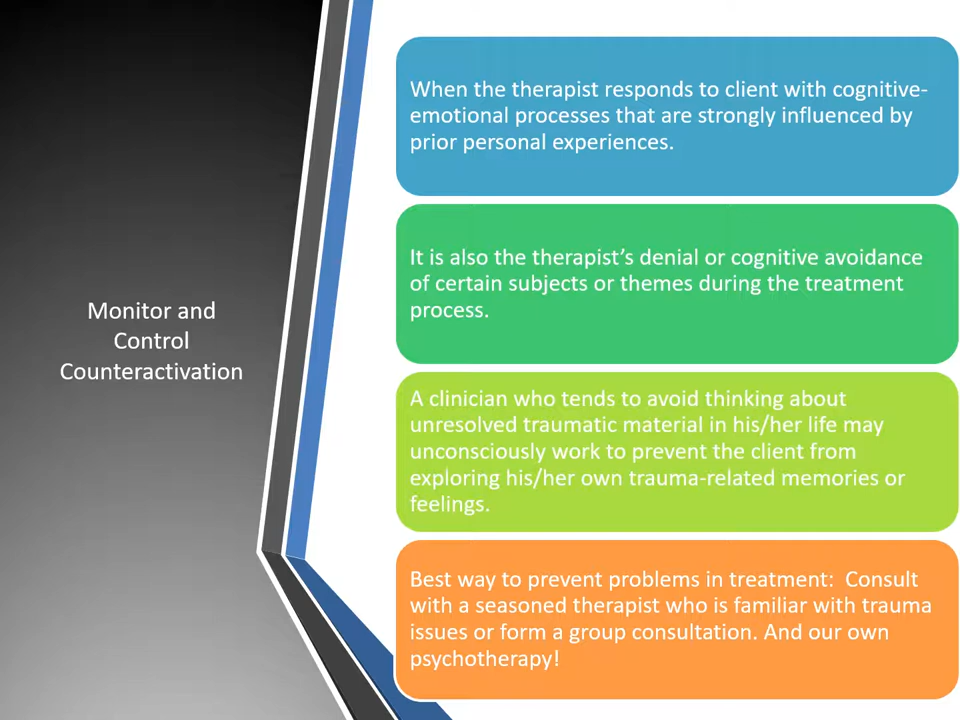 Monitor and
Control
Counteractivation
When the therapist responds to client with cognitive-
emotional processes that are strongly influenced by
prior personal experiences.
It is also the therapist’s denial or cognitive avoidance
of certain subjects or themes during the treatment
process.
A clinician who tends to avoid thinking about
unresolved traumatic material in his/her life may
unconsciously work to prevent the client from
exploring his/her own trauma-related memories or
feelings.
Best way to prevent problems in treatment:  Consult
with a seasoned therapist who is familiar with trauma
issues or form a group consultation. And our own
psychotherapy!